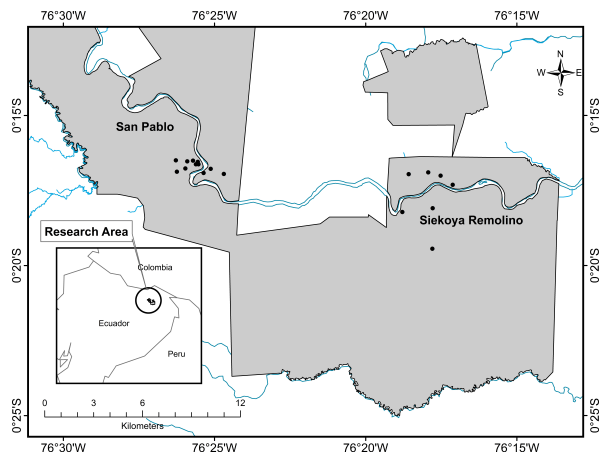 76°30'W 76°25'W 76°20'W 76°15'W
0°15'S 0°15'S
N
W E
S
San Pablo
Siekoya Remolino
Research Area
0°20'S 0°20'S
Colombia
Ecuador
Peru
0 3 6 12
Kilometers
0°25'S 0°25'S
76°30'W 76°25'W 76°20'W 76°15'W